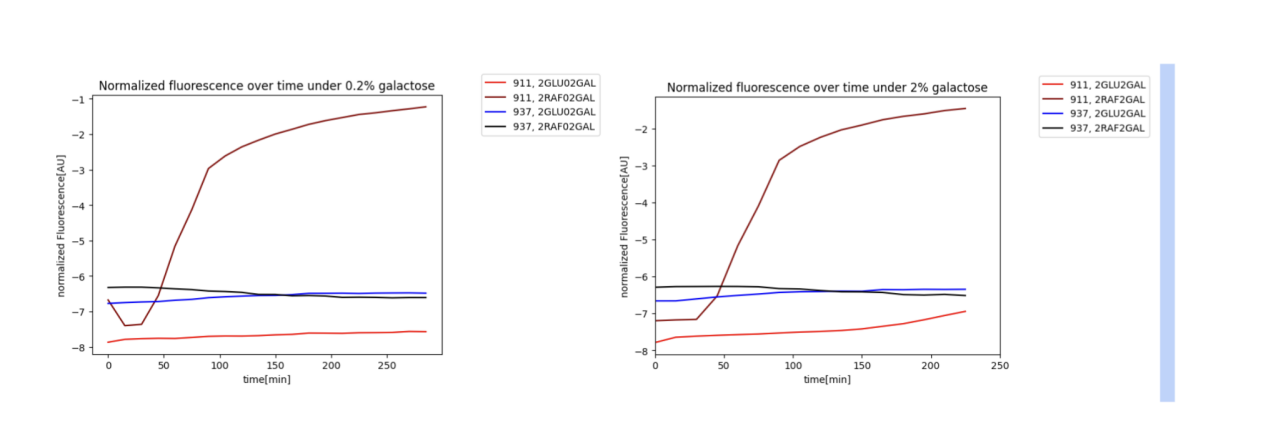 Normalized fluorescence over time under 0.2% galactose
normalized Fluorescence[AU]
−1
−2
−3
−4
−5
−6
−7
−8
0
50
100
150
200
250
time[min]
911, 2GLU02GAL
911, 2RAF02GAL
937, 2GLU02GAL
937, 2RAF02GAL
Normalized fluorescence over time under 2% galactose
normalized Fluorescence[AU]
−2
−3
−4
−5
−6
−7
−8
0
50
100
150
200
250
time[min]
911, 2GLU2GAL
911, 2RAF2GAL
937, 2GLU2GAL
937, 2RAF2GAL